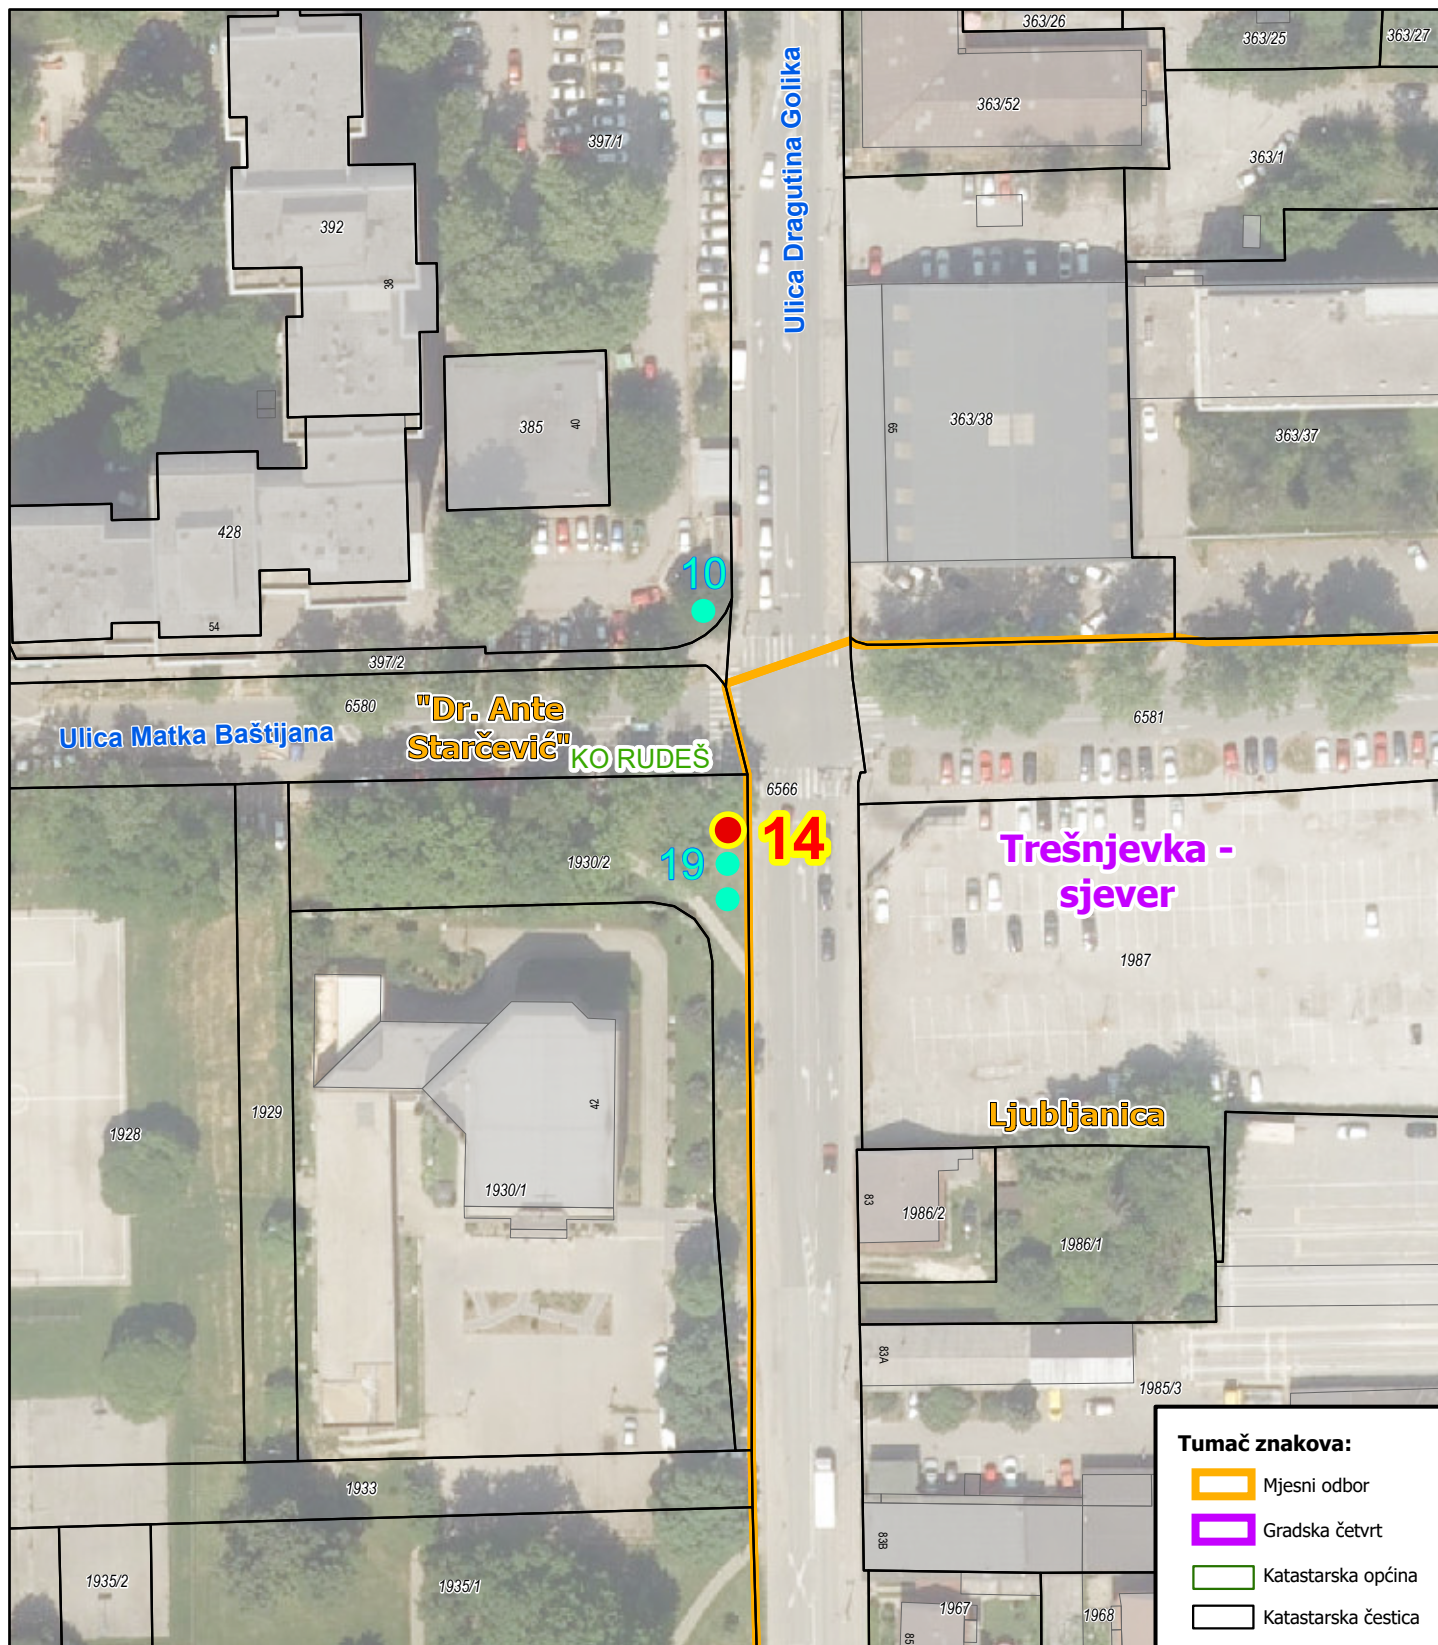 363/26
363/25
363/27
363/52
397/1
363/1
Ulica Dragutina Golika
392
38
385
40
363/38
65
363/37
428
10
54
397/2
6580
"Dr. Ante
Starčević"
6581
Ulica Matka Baštijana
KO RUDEŠ
6566
14
1930/2
19
Trešnjevka -
sjever
1987
1929
42
1928
Ljubljanica
1930/1
83
1986/2
1986/1
83A
1985/3
1933
83B
1935/2
1935/1
1967
1968
85
Tumač znakova:
Mjesni odbor
Gradska četvrt
Katastarska općina
Katastarska čestica